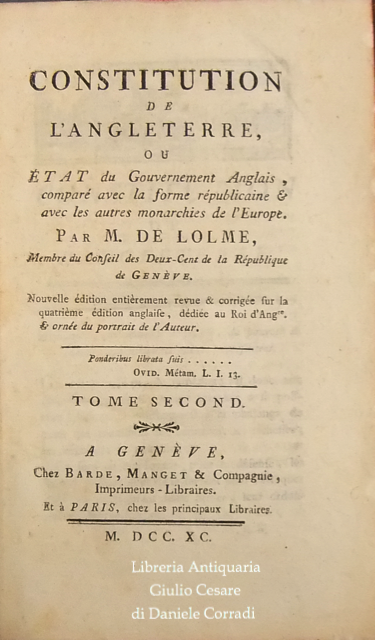 CONSTITUTION
DE
L'ANGLETERRE,
OU
ÉTAT du Gouvernement Anglais,
comparé avec la forme républicaine &
avec les autres monarchies de l'Europe.
PAR M. DE LOLME,
Membre du Conſeil des Deux-Cent de la République
de GENÈVE.
Nouvelle édition entièrement revue & corrigée ſur la
quatrième édition anglaiſe, dédiée au Roi d'Angre.
& ornée du portrait de l'Auteur.
Ponderibus librata ſuis ......
OVID. Métam. L. I. 13.
TOME SECOND.
A GENÈVE,
Chez BARDE, MANGET & Compagnie,
Imprimeurs-Libraires.
Et à PARIS, chez les principaux Libraires.
M. DCC. XC.
Libreria Antiquaria
Giulio Cesare
di Daniele Corradi